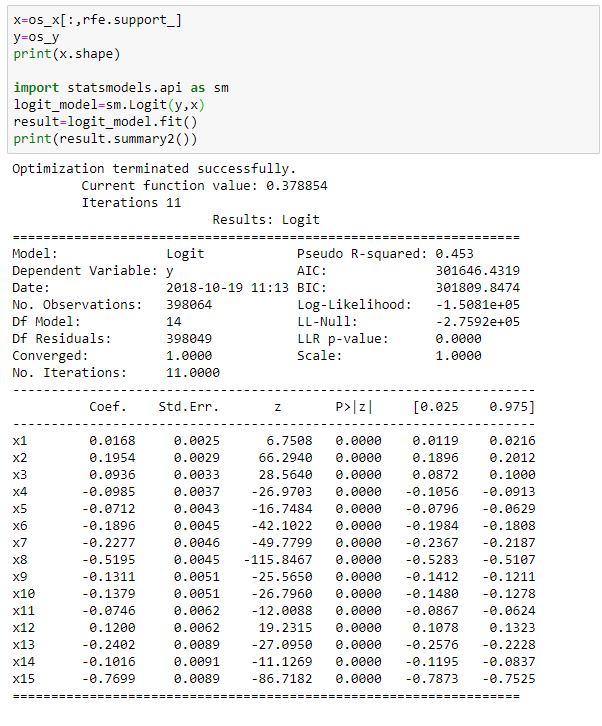 x=os_x[:,rfe.support_]
y=os_y
print(x.shape)
import statsmodels.api as sm
logit_model=sm.Logit(y,x)
result=logit_model.fit()
print(result.summary2())
Optimization terminated successfully.
Current function value: 0.378854
Iterations 11
Results: Logit
=================================================================
Model: Logit Pseudo R-squared: 0.453
Dependent Variable: y AIC: 301646.4319
Date: 2018-10-19 11:13 BIC: 301809.8474
No. Observations: 398064 Log-Likelihood: -1.5081e+05
Df Model: 14 LL-Null: -2.7592e+05
Df Residuals: 398049 LLR p-value: 0.0000
Converged: 1.0000 Scale: 1.0000
No. Iterations: 11.0000
-------------------------------------------------------------------
Coef. Std.Err. z P>|z| [0.025 0.975]
-------------------------------------------------------------------
x1 0.0168 0.0025 6.7508 0.0000 0.0119 0.0216
x2 0.1954 0.0029 66.2940 0.0000 0.1896 0.2012
x3 0.0936 0.0033 28.5640 0.0000 0.0872 0.1000
x4 -0.0985 0.0037 -26.9703 0.0000 -0.1056 -0.0913
x5 -0.0712 0.0043 -16.7484 0.0000 -0.0796 -0.0629
x6 -0.1896 0.0045 -42.1022 0.0000 -0.1984 -0.1808
x7 -0.2277 0.0046 -49.7799 0.0000 -0.2367 -0.2187
x8 -0.5195 0.0045 -115.8467 0.0000 -0.5283 -0.5107
x9 -0.1311 0.0051 -25.5650 0.0000 -0.1412 -0.1211
x10 -0.1379 0.0051 -26.7960 0.0000 -0.1480 -0.1278
x11 -0.0746 0.0062 -12.0088 0.0000 -0.0867 -0.0624
x12 0.1200 0.0062 19.2315 0.0000 0.1078 0.1323
x13 -0.2402 0.0089 -27.0950 0.0000 -0.2576 -0.2228
x14 -0.1016 0.0091 -11.1269 0.0000 -0.1195 -0.0837
x15 -0.7699 0.0089 -86.7182 0.0000 -0.7873 -0.7525
=================================================================